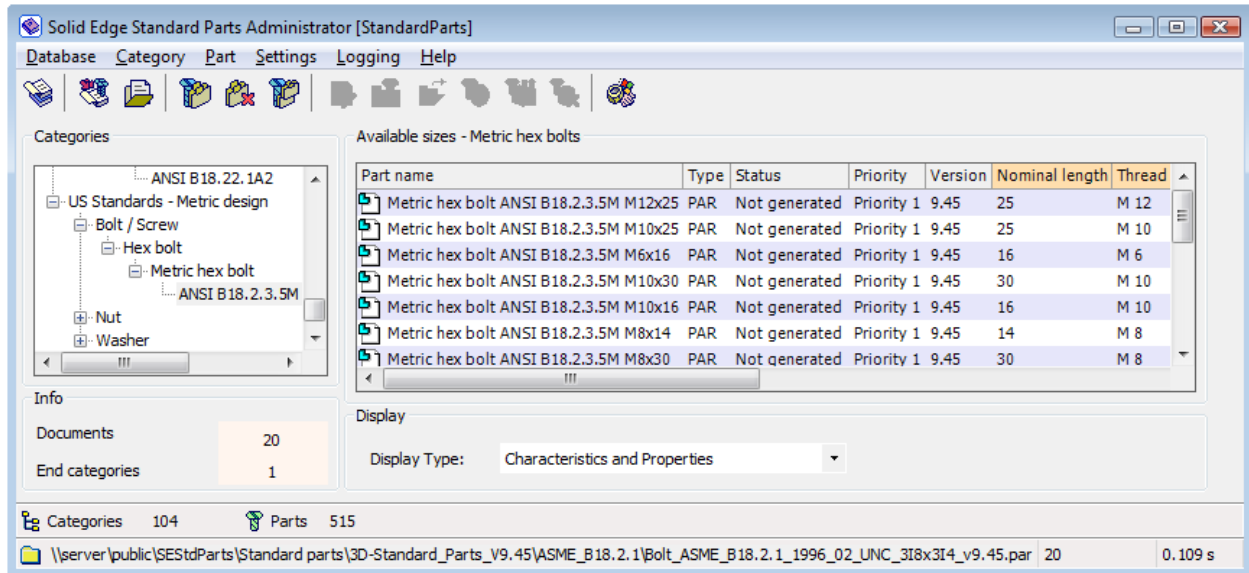 Solid Edge Standard Parts Administrator [StandardParts]
Database Category Part Settings Logging Help
Categories
ANSI B18.22.1A2
US Standards - Metric design
Bolt / Screw
Hex bolt
Metric hex bolt
ANSI B18.2.3.5M
Nut
Washer
Available sizes - Metric hex bolts
Part name Type Status Priority Version Nominal length Thread
Metric hex bolt ANSI B18.2.3.5M M12x25 PAR Not generated Priority 1 9.45 25 M 12
Metric hex bolt ANSI B18.2.3.5M M10x25 PAR Not generated Priority 1 9.45 25 M 10
Metric hex bolt ANSI B18.2.3.5M M6x16 PAR Not generated Priority 1 9.45 16 M 6
Metric hex bolt ANSI B18.2.3.5M M10x30 PAR Not generated Priority 1 9.45 30 M 10
Metric hex bolt ANSI B18.2.3.5M M10x16 PAR Not generated Priority 1 9.45 16 M 10
Metric hex bolt ANSI B18.2.3.5M M8x14 PAR Not generated Priority 1 9.45 14 M 8
Metric hex bolt ANSI B18.2.3.5M M8x30 PAR Not generated Priority 1 9.45 30 M 8
Info
Documents 20
End categories 1
Display
Display Type: Characteristics and Properties
Categories 104 Parts 515
\\server\public\SEStdParts\Standard parts\3D-Standard_Parts_V9.45\ASME_B18.2.1\Bolt_ASME_B18.2.1_1996_02_UNC_3I8x3I4_v9.45.par 20 0.109 s